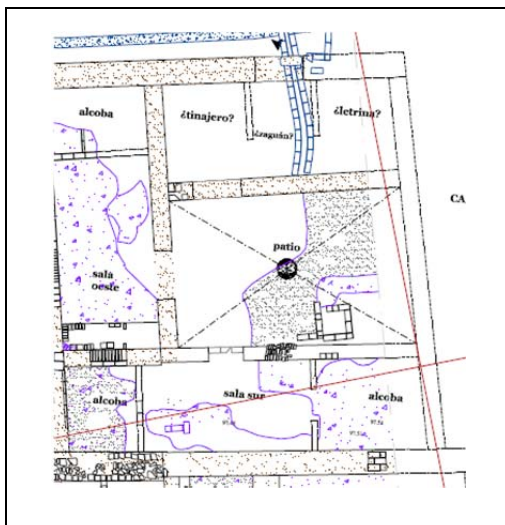 alcoba
¿tinajero?
¿zaguán?
¿letrina?
CA
patio
sala
oeste
alcoba
sala sur
alcoba